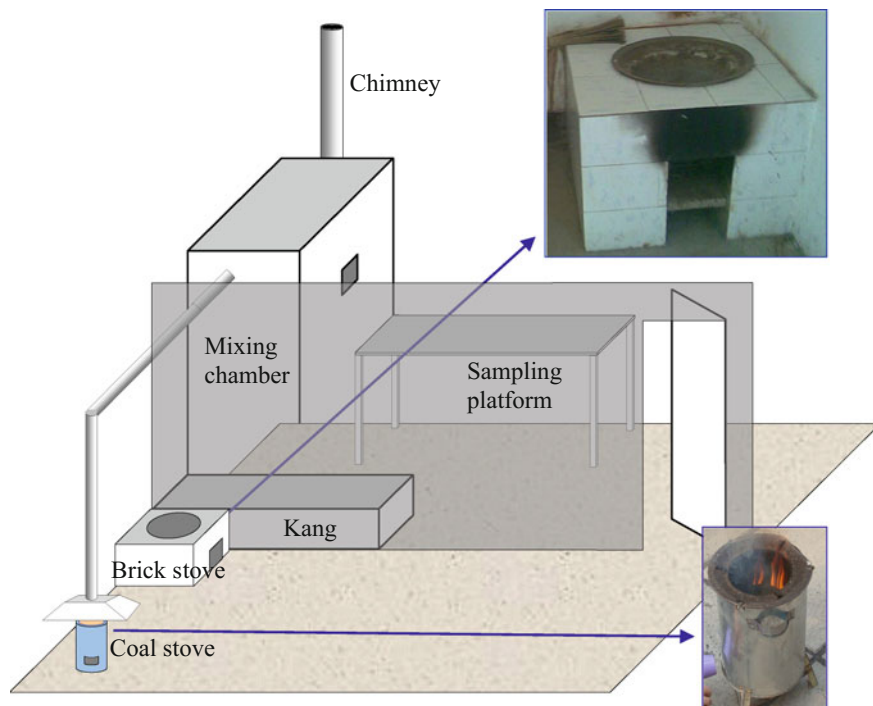 Chimney
Mixing
chamber
Sampling
platform
Kang
Brick stove
Coal stove